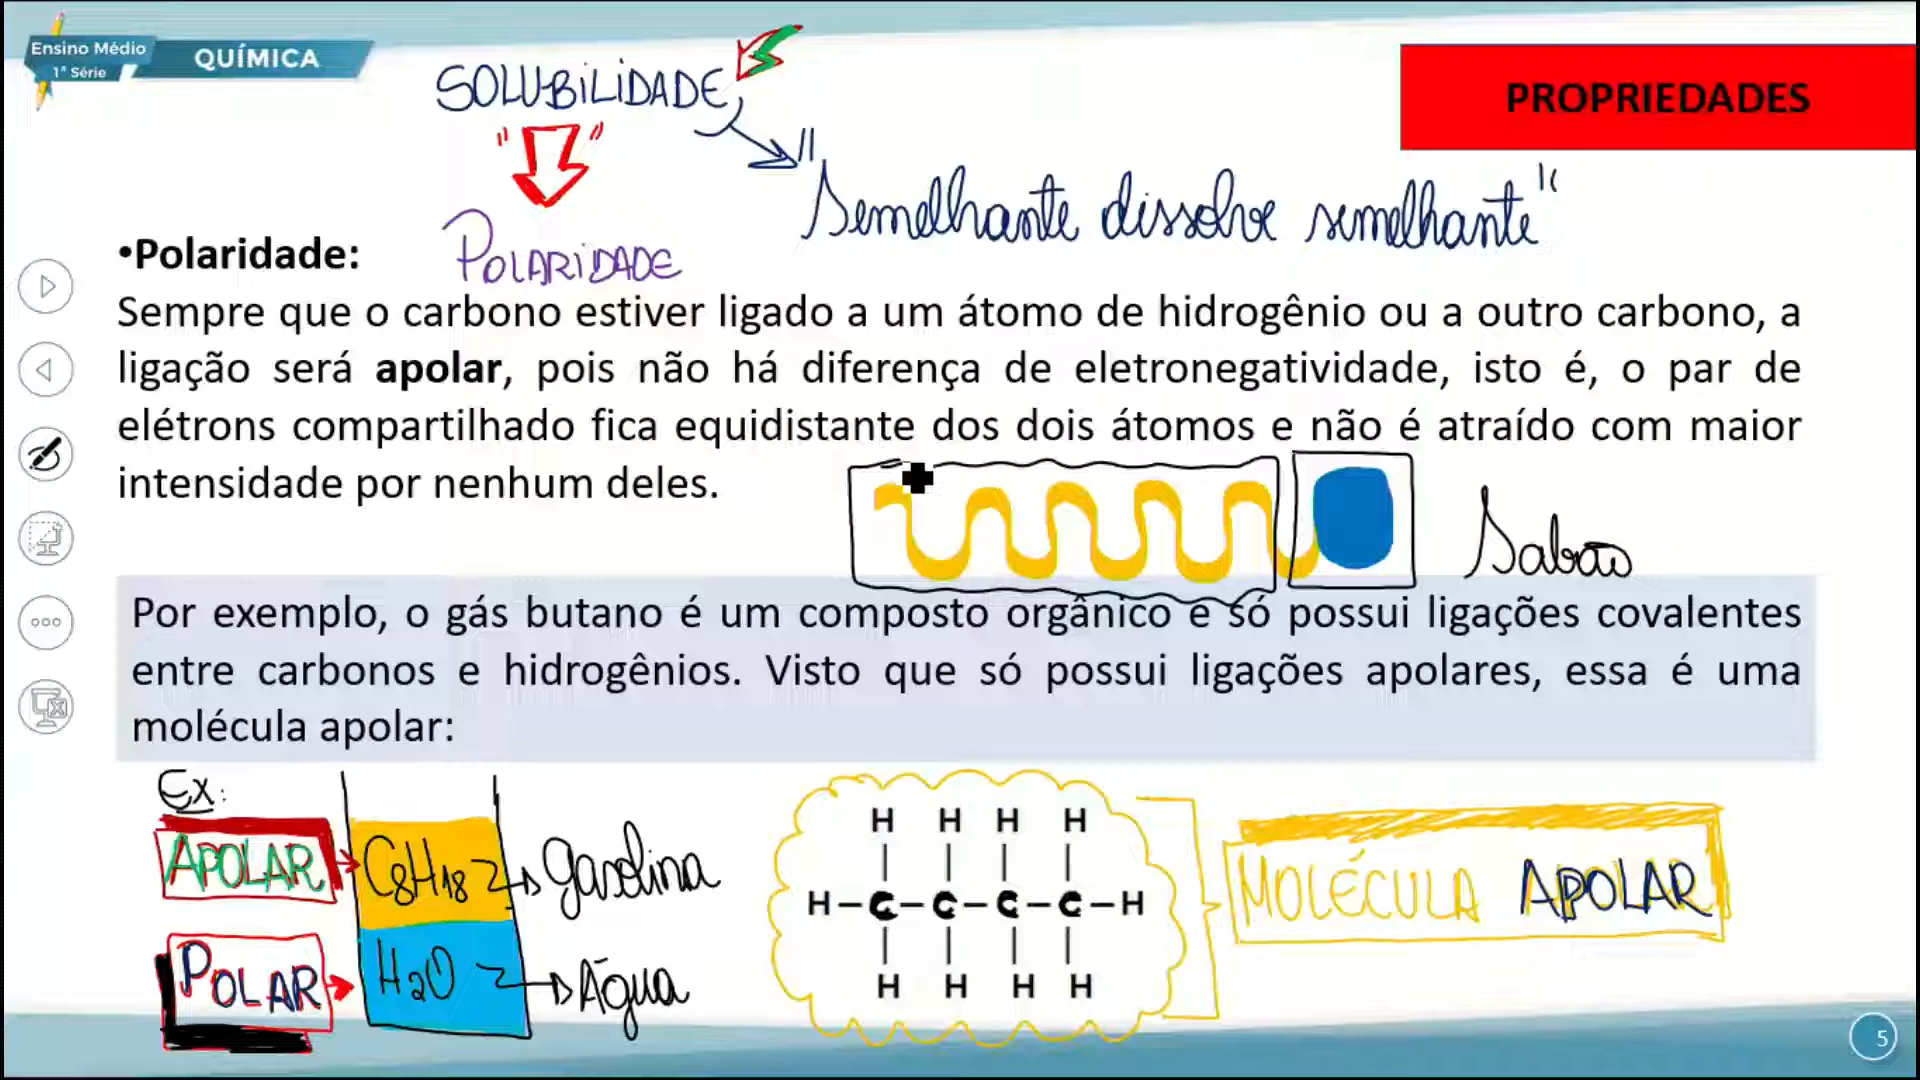 Ensino Médio
1ª Série
QUÍMICA
SOLUBILIDADE
PROPRIEDADES
"Semelhante dissolve semelhante"
•Polaridade:
POLARIDADE
Sempre que o carbono estiver ligado a um átomo de hidrogênio ou a outro carbono, a
ligação será apolar, pois não há diferença de eletronegatividade, isto é, o par de
elétrons compartilhado fica equidistante dos dois átomos e não é atraído com maior
intensidade por nenhum deles.
Sabão
Por exemplo, o gás butano é um composto orgânico e só possui ligações covalentes
entre carbonos e hidrogênios. Visto que só possui ligações apolares, essa é uma
molécula apolar:
Ex:
APOLAR C8H18 Gasolina
POLAR H2O Água
H H H H
H-C-C-C-C-H
H H H H
MOLÉCULA APOLAR
5